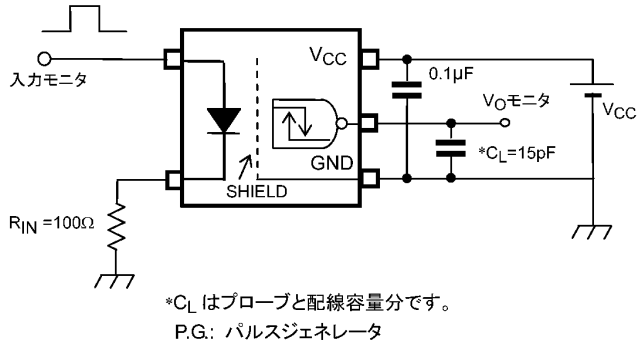 入力モニタ
VCC
0.1μF
VOモニタ
VCC
GND
*CL=15pF
SHIELD
RIN =100Ω
*CL はプローブと配線容量分です。
P.G.: パルスジェネレータ